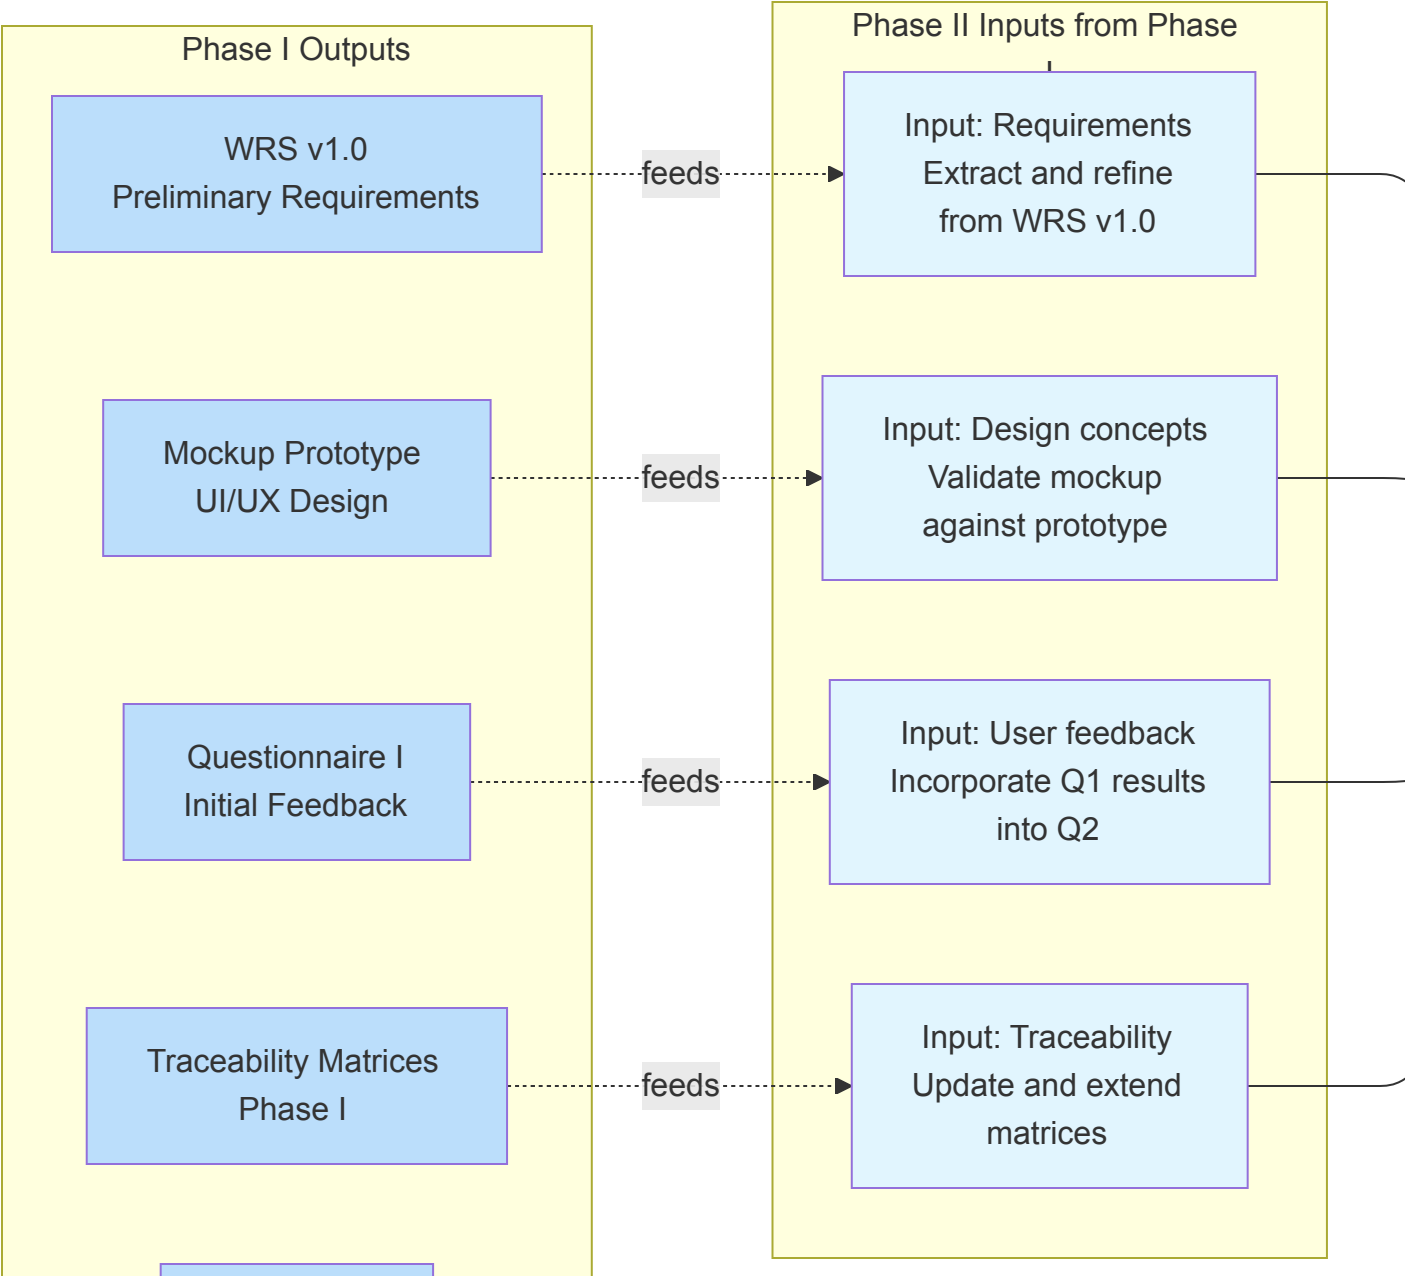 Phase I Outputs
WRS v1.0
Preliminary Requirements
Mockup Prototype
UI/UX Design
Questionnaire I
Initial Feedback
Traceability Matrices
Phase I
feeds
feeds
feeds
feeds
Phase II Inputs from Phase
Input: Requirements
Extract and refine
from WRS v1.0
Input: Design concepts
Validate mockup
against prototype
Input: User feedback
Incorporate Q1 results
into Q2
Input: Traceability
Update and extend
matrices